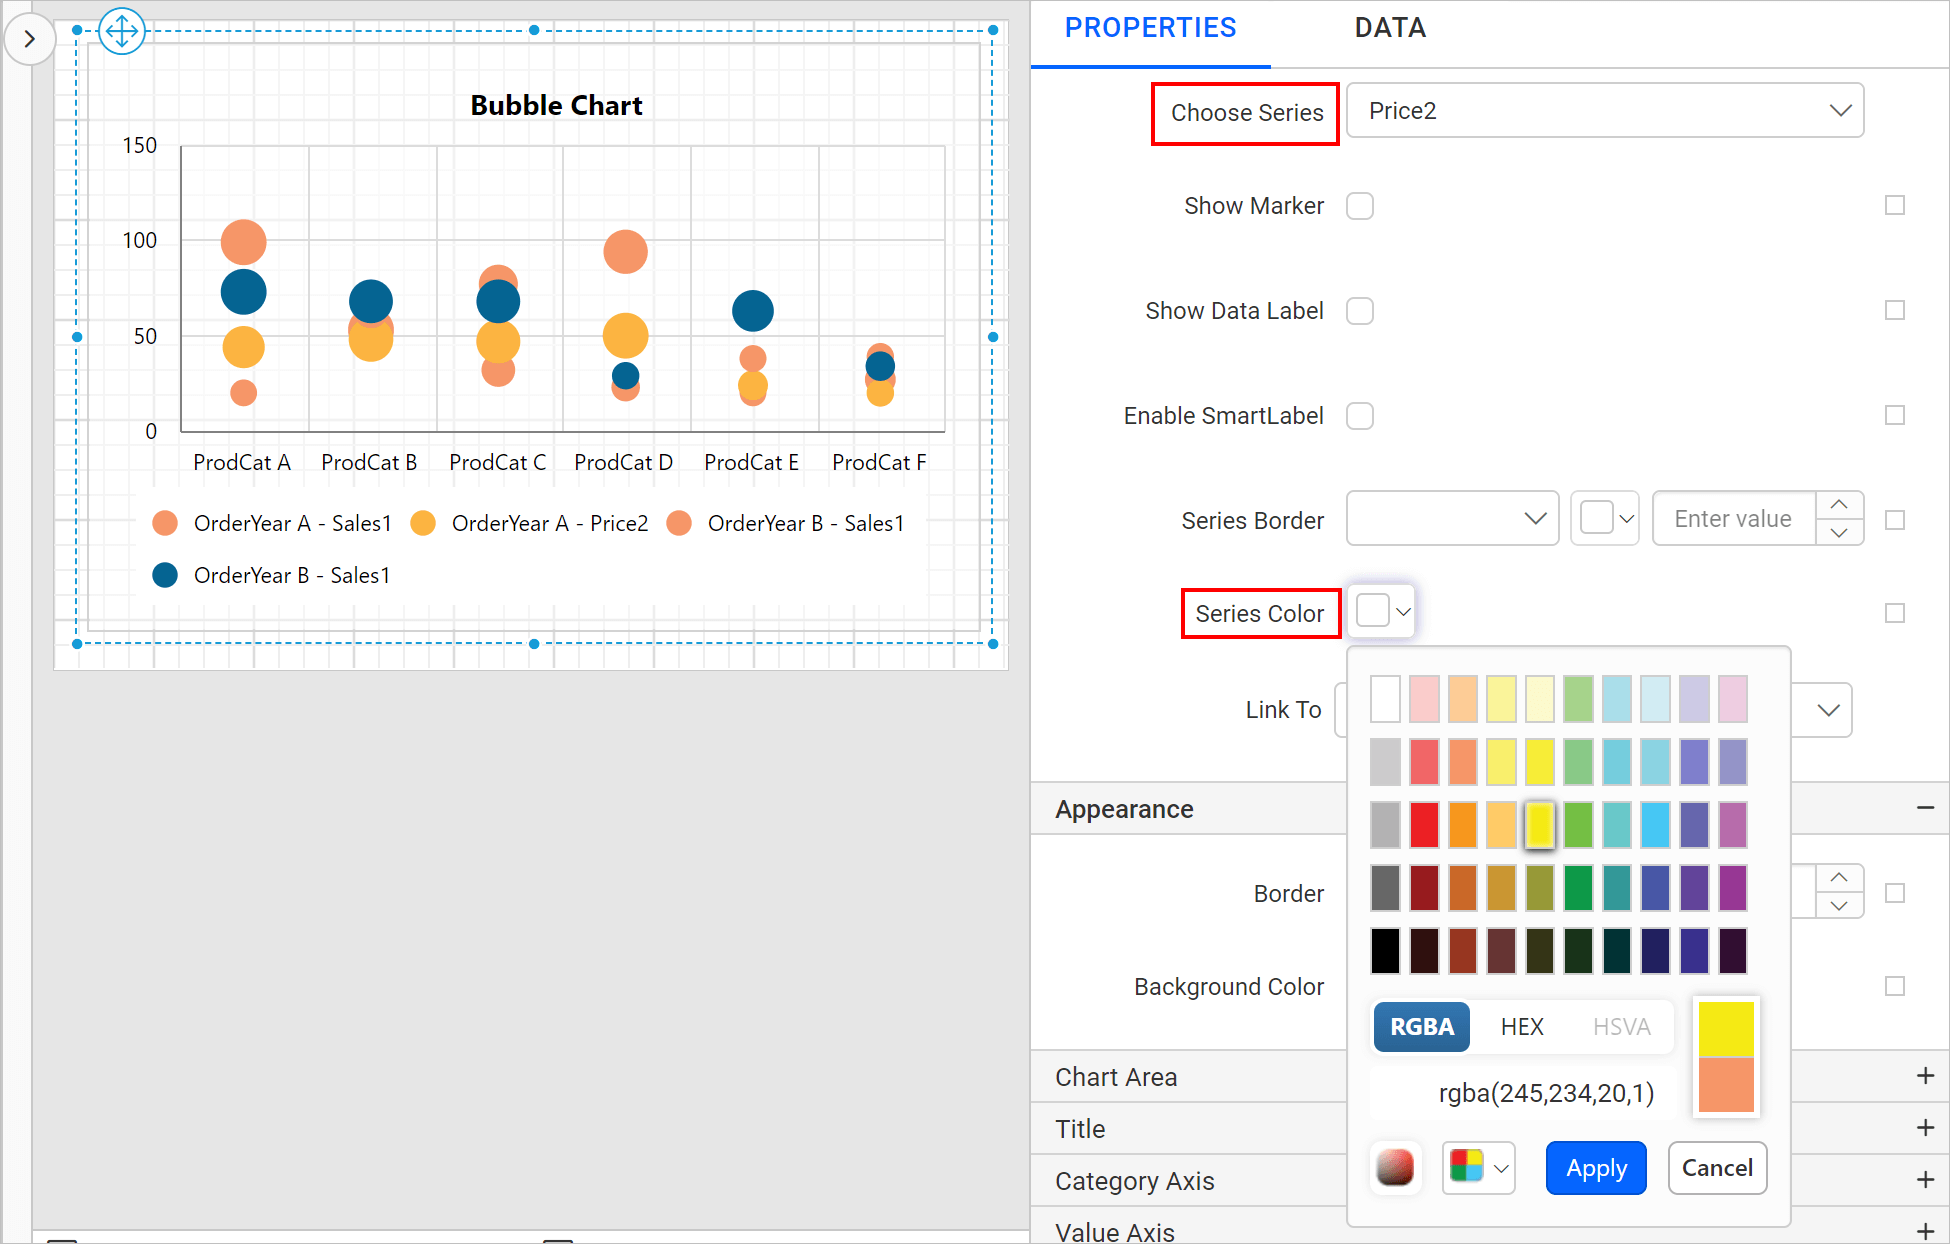 PROPERTIES DATA
Choose Series Price2
Show Marker
Show Data Label
Enable SmartLabel
Series Border Enter value
Series Color
Link To
Appearance
Border
Background Color
RGBA HEX HSVA
rgba(245,234,20,1)
Apply Cancel
Chart Area
Title
Category Axis
Value Axis
Bubble Chart
150
100
50
0
ProdCat A ProdCat B ProdCat C ProdCat D ProdCat E ProdCat F
OrderYear A - Sales1 OrderYear A - Price2 OrderYear B - Sales1
OrderYear B - Sales1